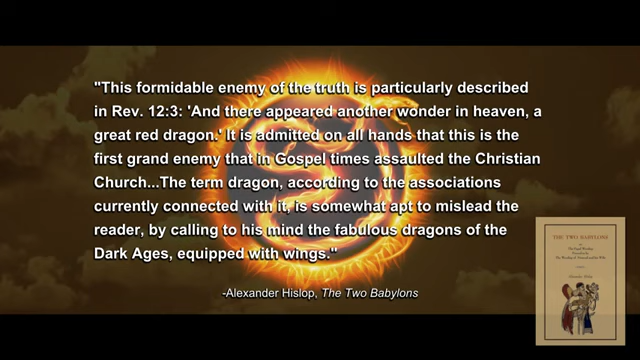 "This formidable enemy of the truth is particularly described
in Rev. 12:3: 'And there appeared another wonder in heaven, a
great red dragon.' It is admitted on all hands that this is the
first grand enemy that in Gospel times assaulted the Christian
Church...The term dragon, according to the associations
currently connected with it, is somewhat apt to mislead the
reader, by calling to his mind the fabulous dragons of the
Dark Ages, equipped with wings."
-Alexander Hislop, The Two Babylons
THE TWO BABYLONS